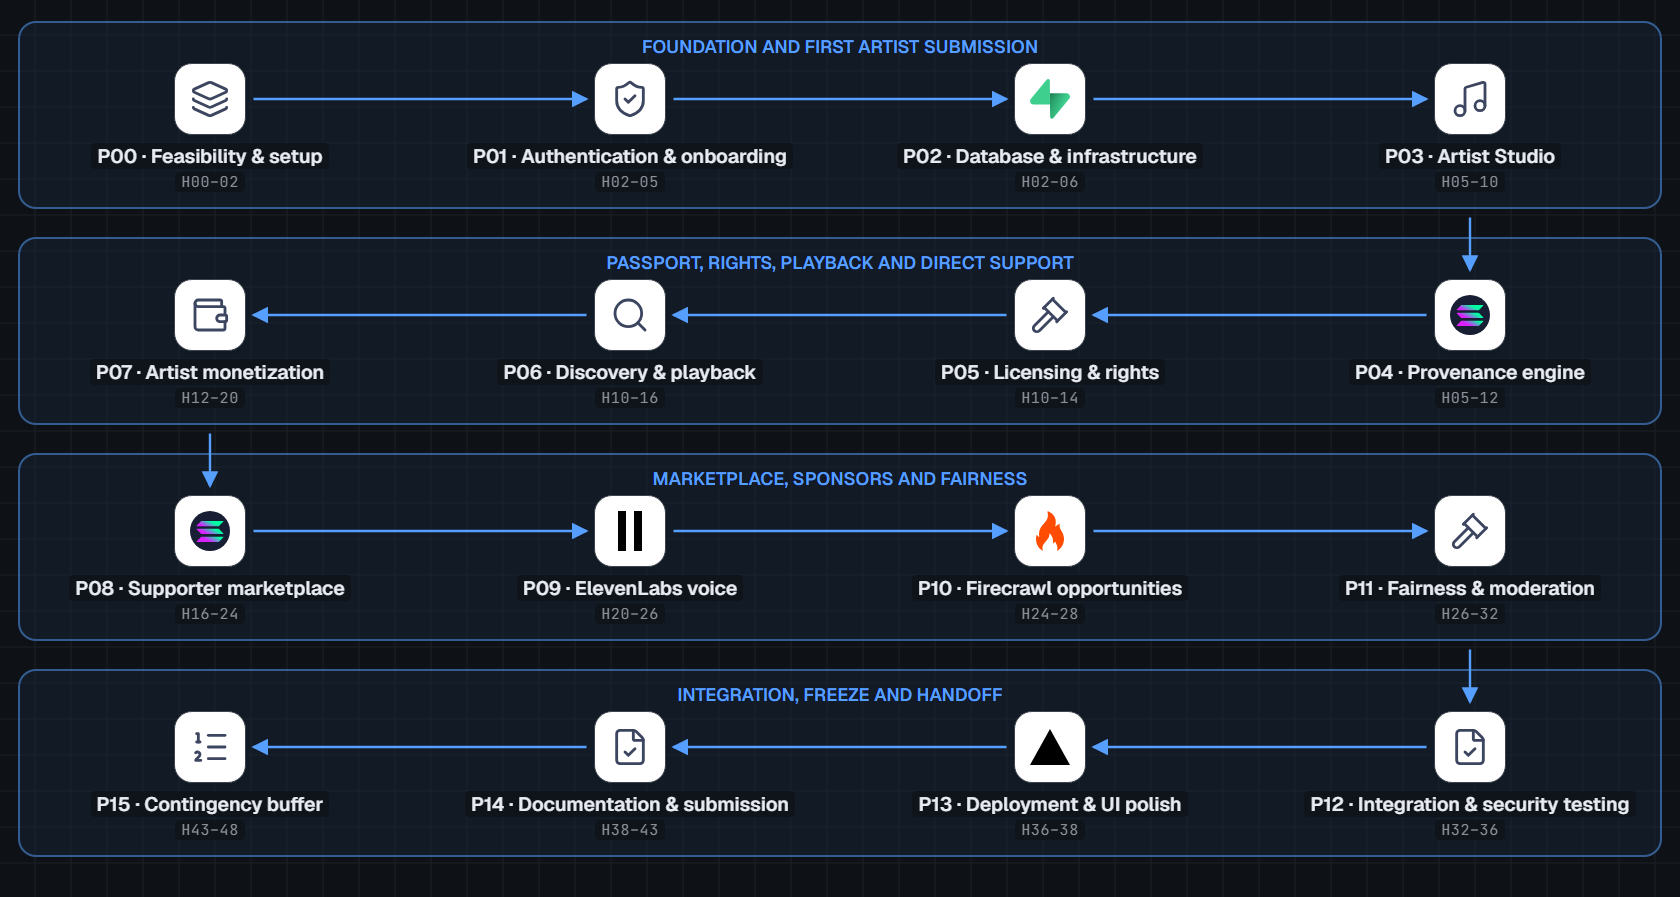 FOUNDATION AND FIRST ARTIST SUBMISSION
P00 · Feasibility & setup
H00–02
P01 · Authentication & onboarding
H02–05
P02 · Database & infrastructure
H02–06
P03 · Artist Studio
H05–10
PASSPORT, RIGHTS, PLAYBACK AND DIRECT SUPPORT
P07 · Artist monetization
H12–20
P06 · Discovery & playback
H10–16
P05 · Licensing & rights
H10–14
P04 · Provenance engine
H05–12
MARKETPLACE, SPONSORS AND FAIRNESS
P08 · Supporter marketplace
H16–24
P09 · ElevenLabs voice
H20–26
P10 · Firecrawl opportunities
H24–28
P11 · Fairness & moderation
H26–32
INTEGRATION, FREEZE AND HANDOFF
P15 · Contingency buffer
H43–48
P14 · Documentation & submission
H38–43
P13 · Deployment & UI polish
H36–38
P12 · Integration & security testing
H32–36